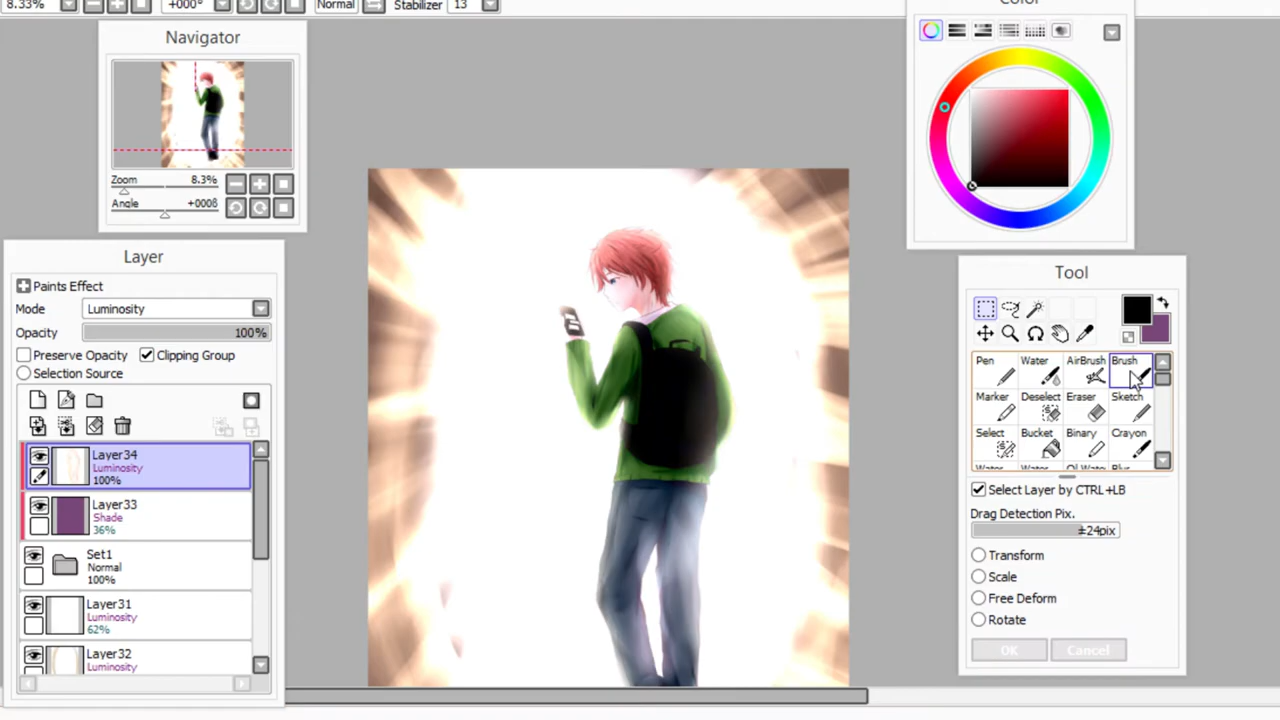 8.33%
+000°
Normal
Stabilizer
13
Color
Navigator
Zoom
8.3%
Angle
+0008
Layer
Paints Effect
Mode
Luminosity
Opacity
100%
Preserve Opacity
Clipping Group
Selection Source
Layer34
Luminosity
100%
Layer33
Shade
36%
Set1
Normal
100%
Layer31
Luminosity
62%
Layer32
Luminosity
Tool
Pen
Water
AirBrush
Brush
Marker
Deselect
Eraser
Sketch
Select
Bucket
Binary
Crayon
Select Layer by CTRL+LB
Drag Detection Pix.
±24pix
Transform
Scale
Free Deform
Rotate
OK
Cancel